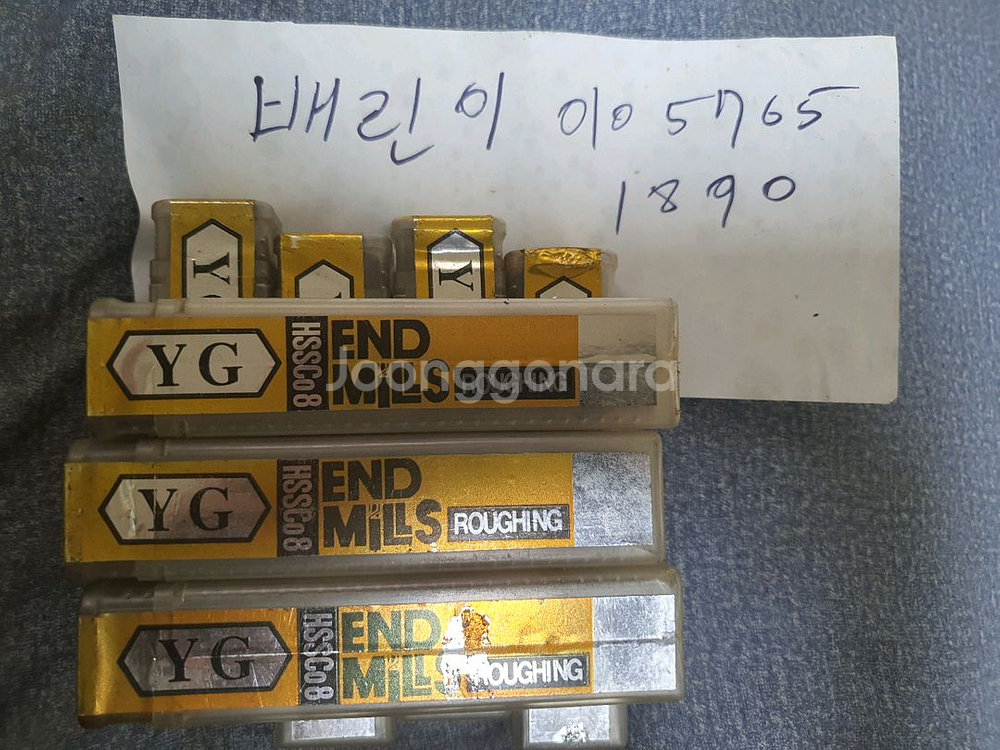 배린이 010 5765
1890
Y
YG
HSSCo8
END
MILLS
Joonggonara
YG
HSSCo8
END
MILLS ROUGHING
YG
HSSCo8
END
MILLS ROUGHING